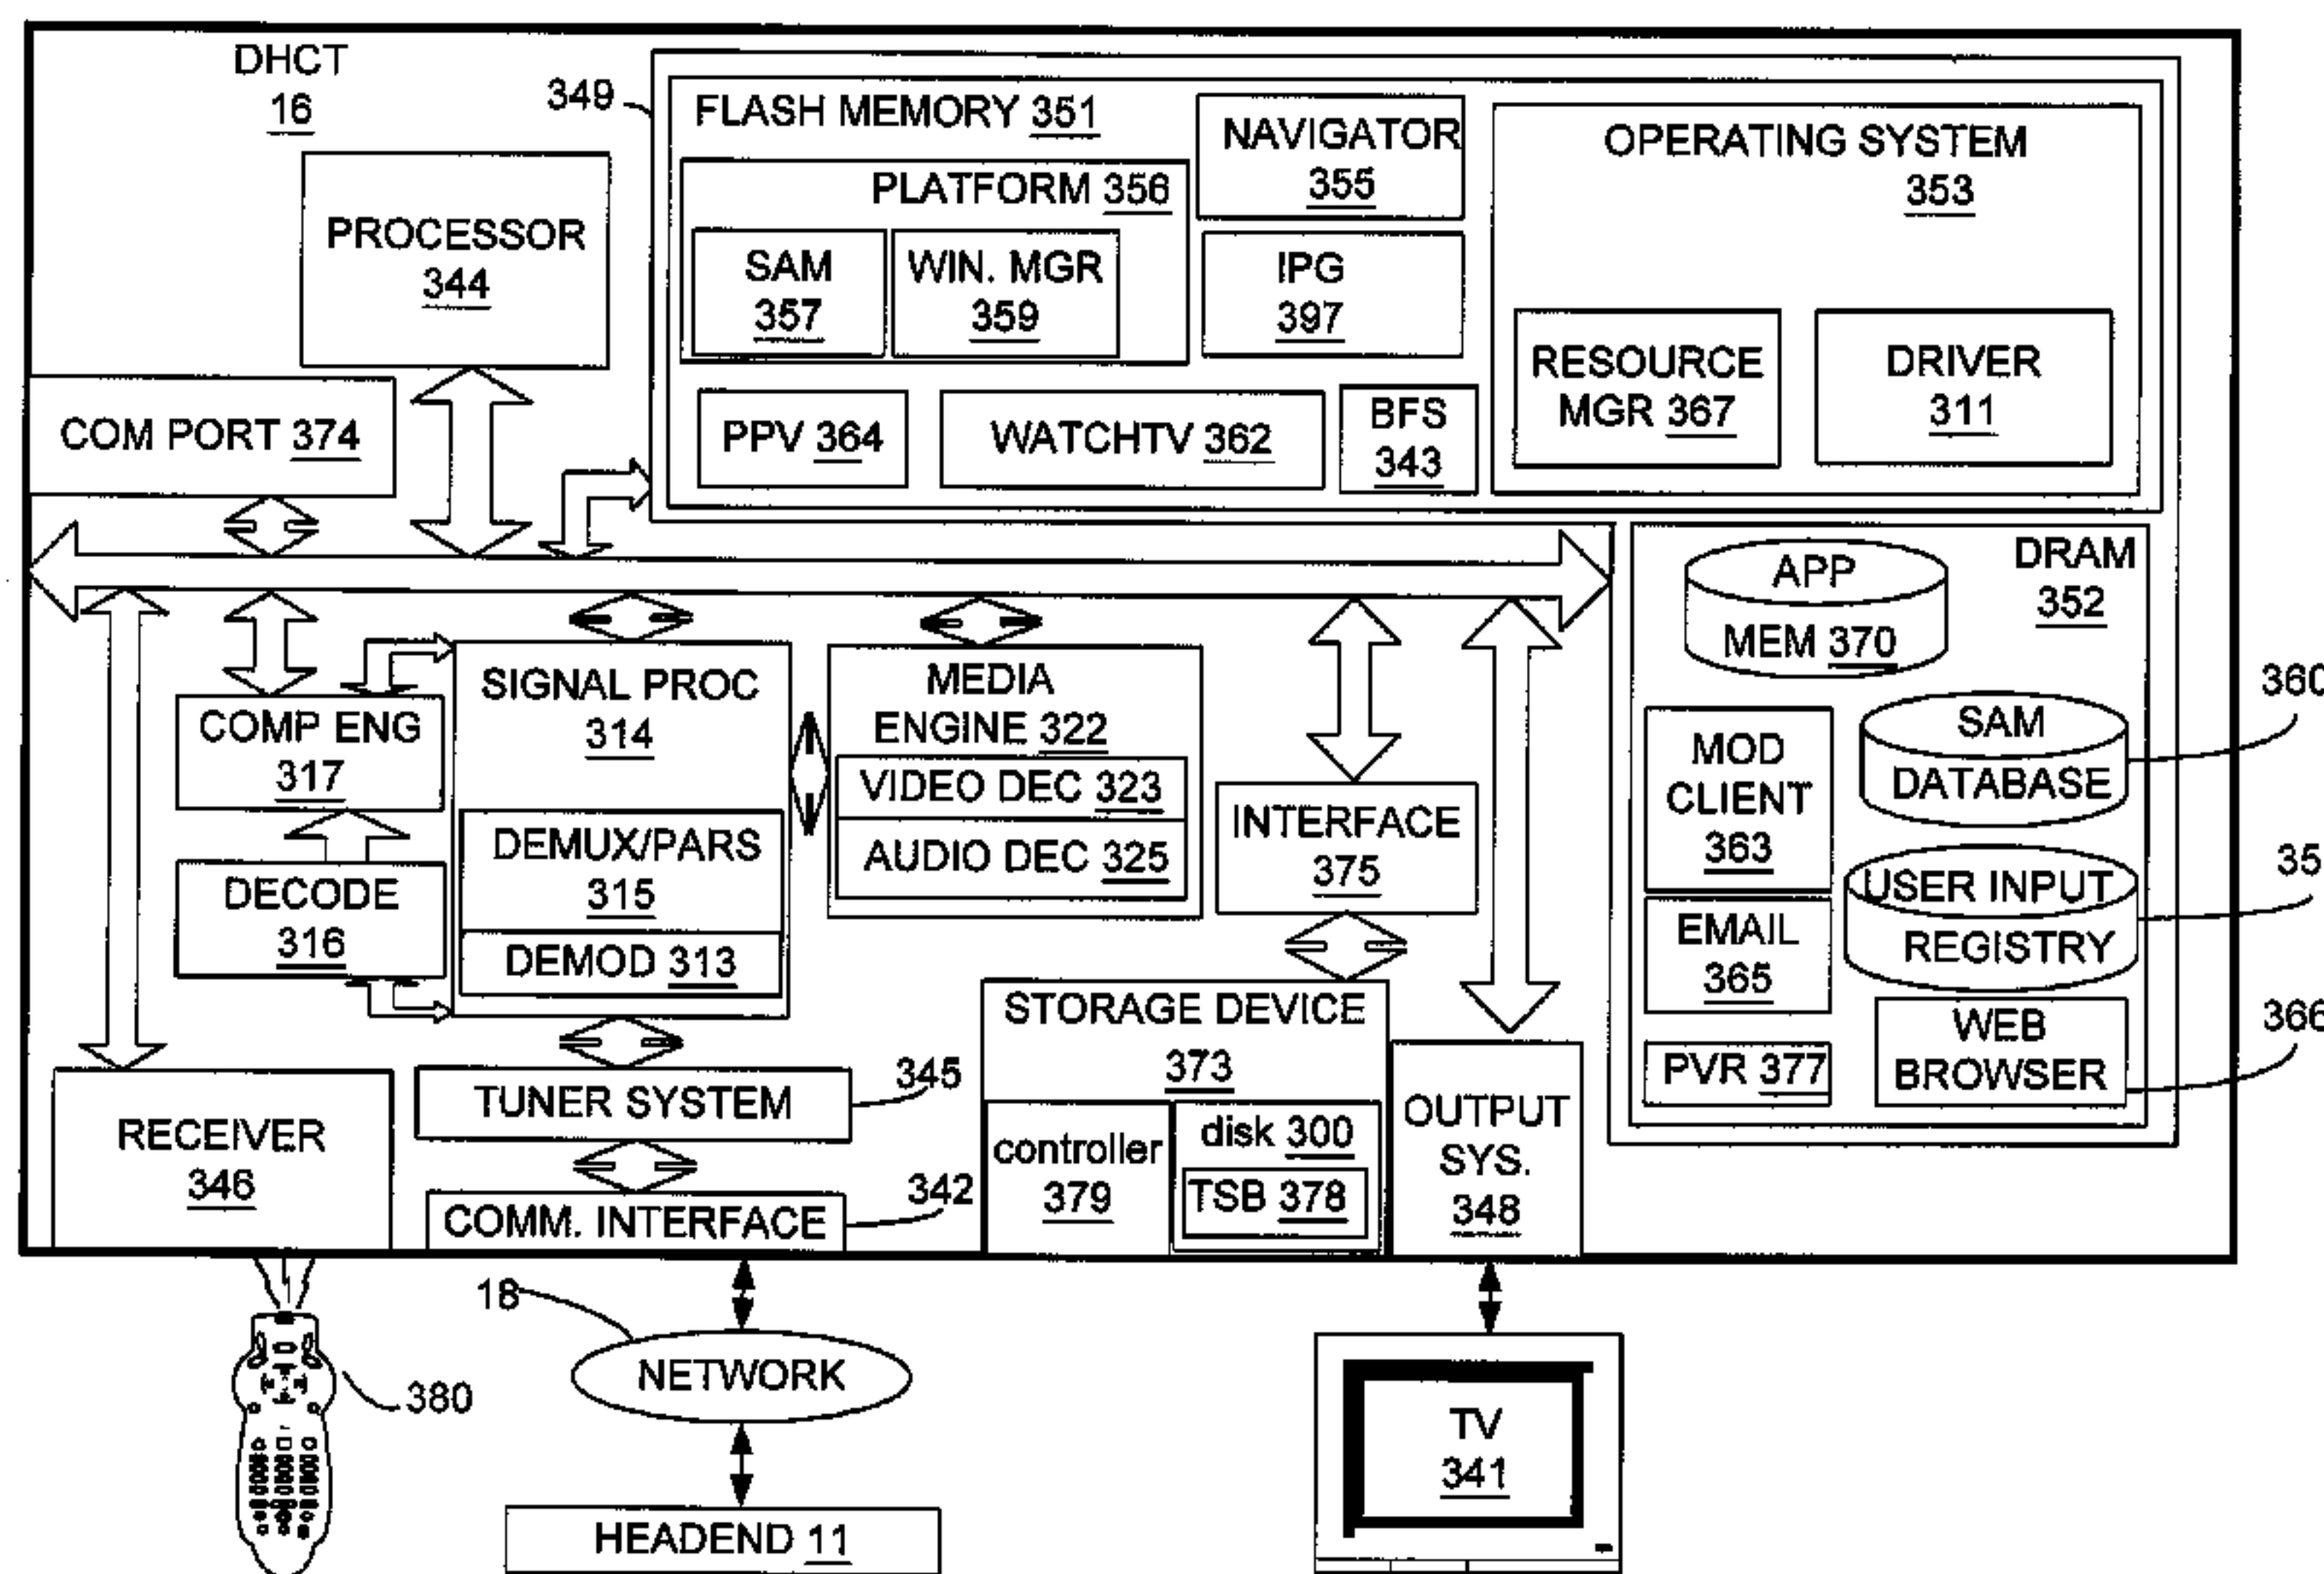 DHCT
16
349
FLASH MEMORY 351
NAVIGATOR
355
OPERATING SYSTEM
353
PLATFORM 356
PROCESSOR
344
SAM
357
WIN. MGR
359
IPG
397
RESOURCE
MGR 367
DRIVER
311
COM PORT 374
PPV 364
WATCHTV 362
BFS
343
DRAM
352
APP
MEM 370
SIGNAL PROC
314
MEDIA
ENGINE 322
360
COMP ENG
317
VIDEO DEC 323
AUDIO DEC 325
INTERFACE
375
MOD
CLIENT
363
SAM
DATABASE
DEMUX/PARS
315
DECODE
316
DEMOD 313
35
USER INPUT
REGISTRY
EMAIL
365
STORAGE DEVICE
373
WEB
BROWSER
366
PVR 377
TUNER SYSTEM
345
RECEIVER
346
controller
379
disk 300
TSB 378
OUTPUT
SYS.
348
COMM. INTERFACE
342
18
NETWORK
380
TV
341
HEADEND 11